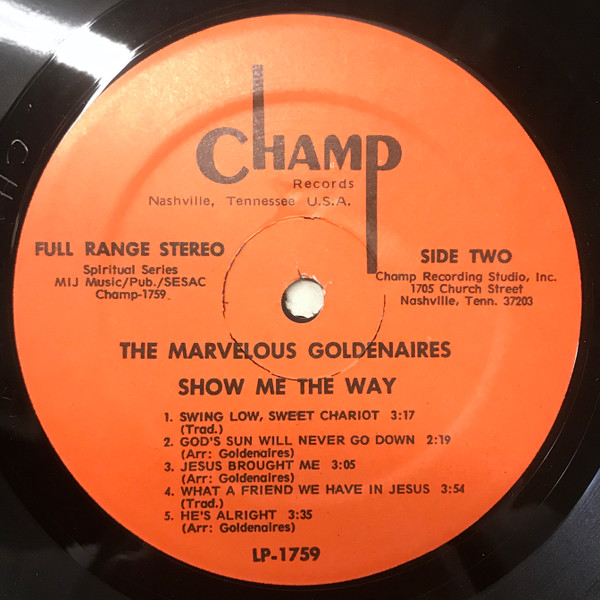 CHAMP
Records
Nashville, Tennessee U.S.A.
FULL RANGE STEREO
Spiritual Series
MIJ Music/Pub./SESAC
Champ-1759
SIDE TWO
Champ Recording Studio, Inc.
1705 Church Street
Nashville, Tenn. 37203
THE MARVELOUS GOLDENAIRES
SHOW ME THE WAY
1. SWING LOW, SWEET CHARIOT 3:17
(Trad.)
2. GOD'S SUN WILL NEVER GO DOWN 2:19
(Arr: Goldenaires)
3. JESUS BROUGHT ME 3:05
(Arr: Goldenaires)
4. WHAT A FRIEND WE HAVE IN JESUS 3:54
(Trad.)
5. HE'S ALRIGHT 3:35
(Arr: Goldenaires)
LP-1759